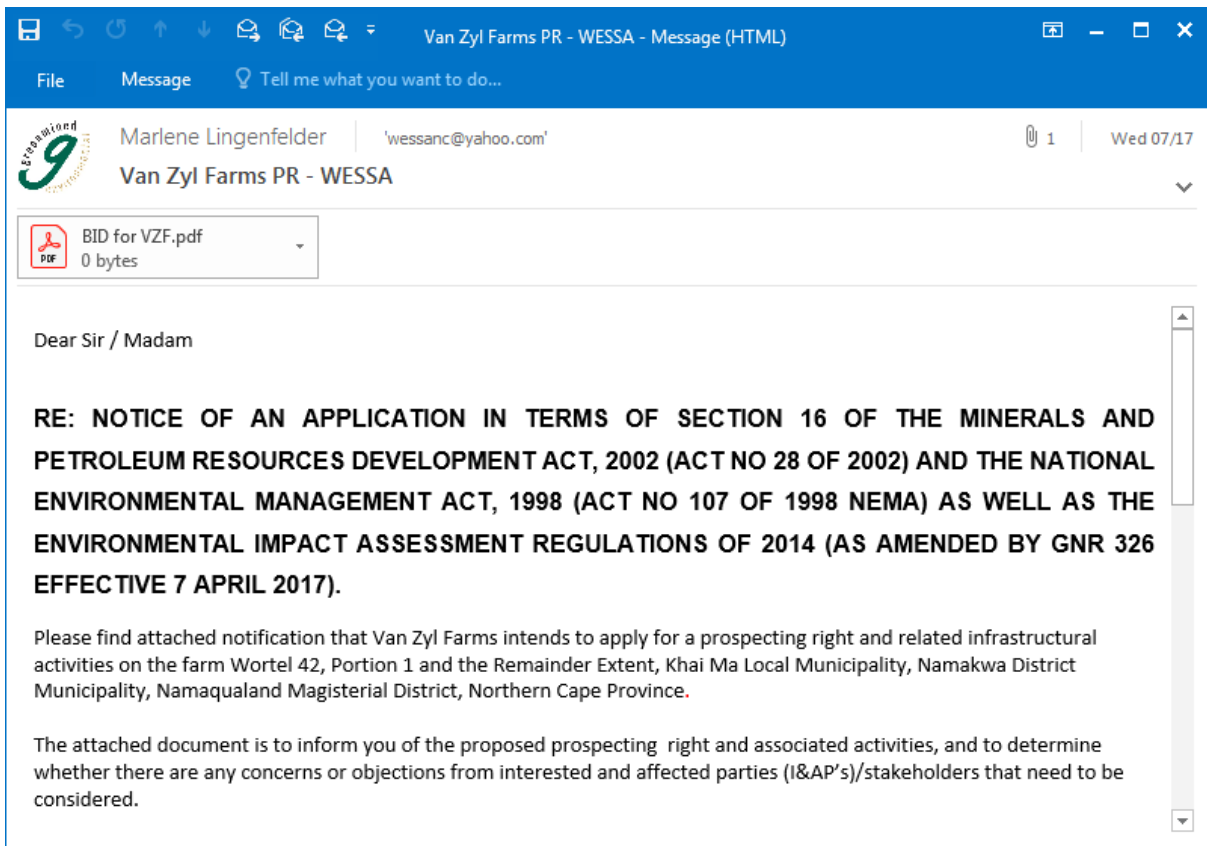 Van Zyl Farms PR - WESSA - Message (HTML)
File Message Tell me what you want to do...
greenmined
Marlene Lingenfelder 'wessanc@yahoo.com' 1 Wed 07/17
Van Zyl Farms PR - WESSA
PDF BID for VZF.pdf
0 bytes
Dear Sir / Madam
RE: NOTICE OF AN APPLICATION IN TERMS OF SECTION 16 OF THE MINERALS AND
PETROLEUM RESOURCES DEVELOPMENT ACT, 2002 (ACT NO 28 OF 2002) AND THE NATIONAL
ENVIRONMENTAL MANAGEMENT ACT, 1998 (ACT NO 107 OF 1998 NEMA) AS WELL AS THE
ENVIRONMENTAL IMPACT ASSESSMENT REGULATIONS OF 2014 (AS AMENDED BY GNR 326
EFFECTIVE 7 APRIL 2017).
Please find attached notification that Van Zyl Farms intends to apply for a prospecting right and related infrastructural
activities on the farm Wortel 42, Portion 1 and the Remainder Extent, Khai Ma Local Municipality, Namakwa District
Municipality, Namaqualand Magisterial District, Northern Cape Province.
The attached document is to inform you of the proposed prospecting right and associated activities, and to determine
whether there are any concerns or objections from interested and affected parties (I&AP's)/stakeholders that need to be
considered.